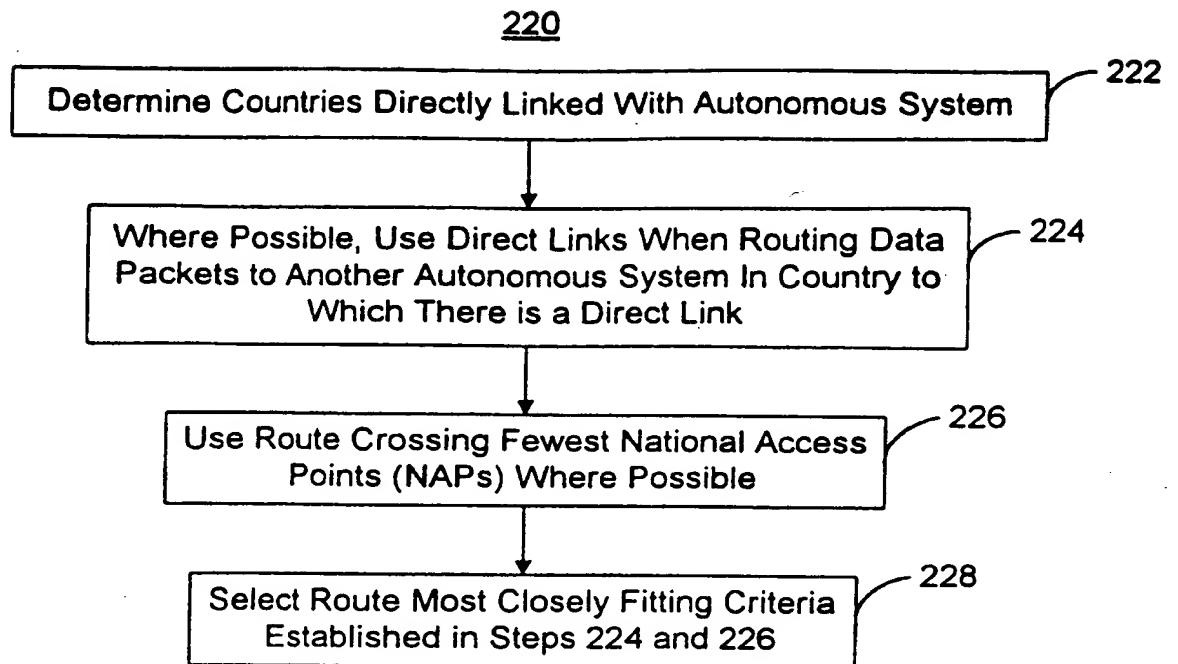 220
Determine Countries Directly Linked With Autonomous System
222
Where Possible, Use Direct Links When Routing Data
Packets to Another Autonomous System In Country to
Which There is a Direct Link
224
Use Route Crossing Fewest National Access
Points (NAPs) Where Possible
226
Select Route Most Closely Fitting Criteria
Established in Steps 224 and 226
228